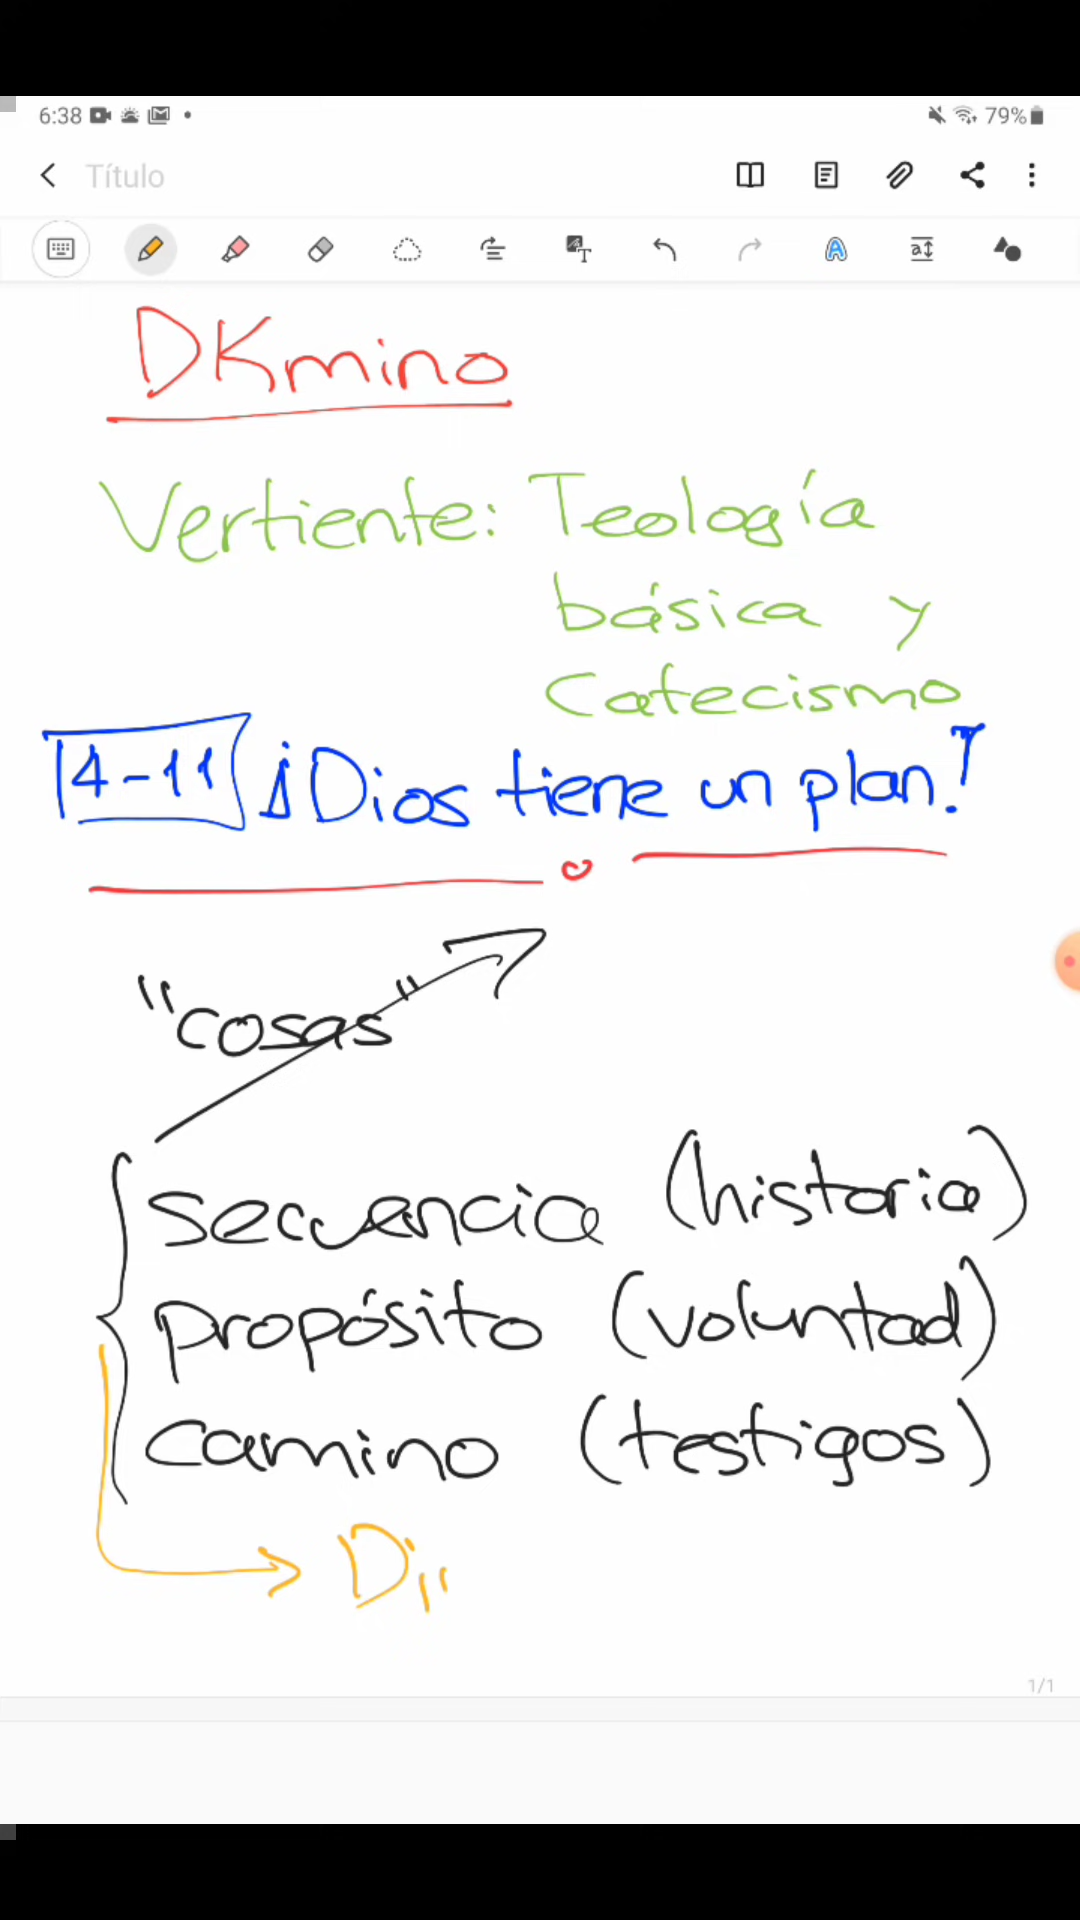 6:38
79%
Título
DKmino
Vertiente: Teología
básica y
Catecismo
4-11 ¡Dios tiene un plan!
"cosas"
secuencia (historia)
propósito (voluntad)
camino (testigos)
1/1